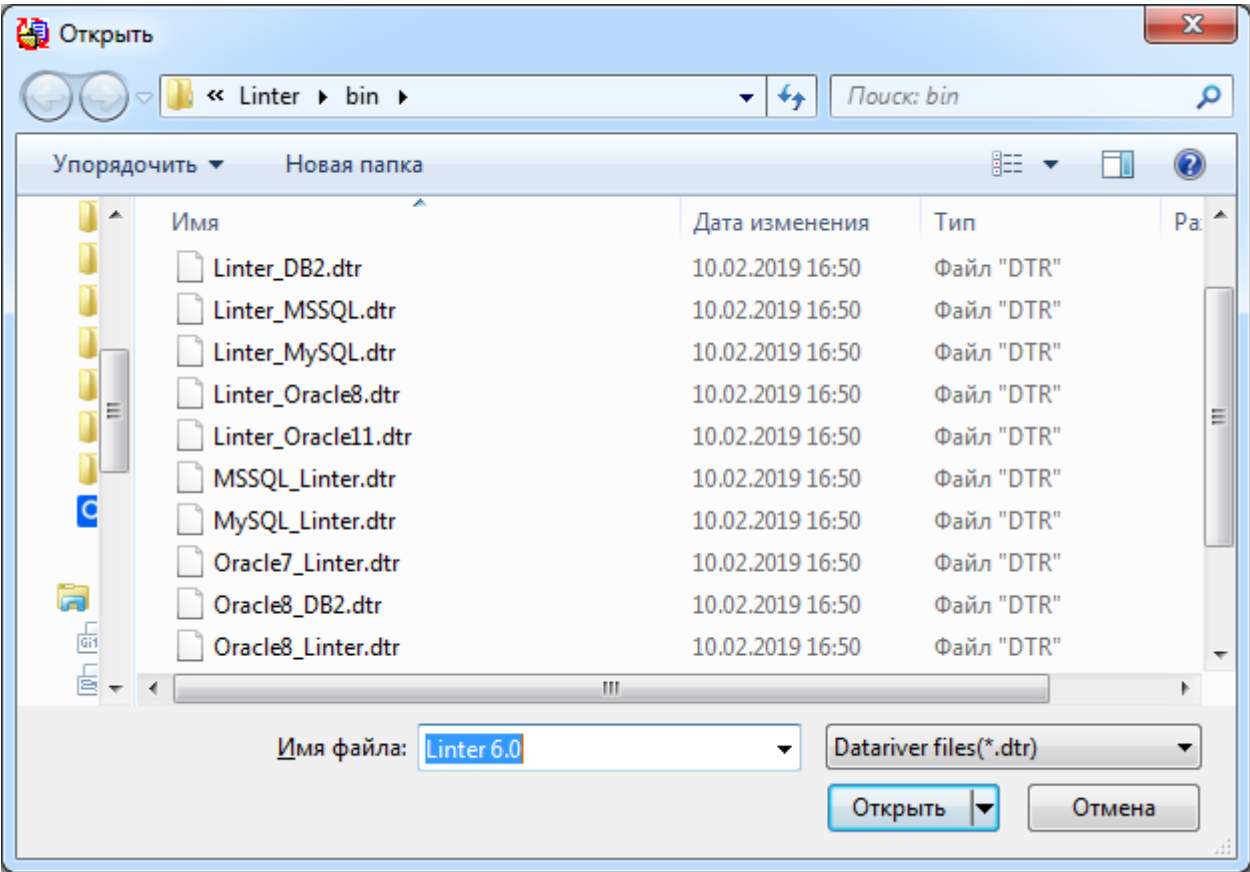 Открыть
« Linter bin
Поиск: bin
Упорядочить Новая папка
Имя Дата изменения Тип Ра
Linter_DB2.dtr 10.02.2019 16:50 Файл "DTR"
Linter_MSSQL.dtr 10.02.2019 16:50 Файл "DTR"
Linter_MySQL.dtr 10.02.2019 16:50 Файл "DTR"
Linter_Oracle8.dtr 10.02.2019 16:50 Файл "DTR"
Linter_Oracle11.dtr 10.02.2019 16:50 Файл "DTR"
MSSQL_Linter.dtr 10.02.2019 16:50 Файл "DTR"
MySQL_Linter.dtr 10.02.2019 16:50 Файл "DTR"
Oracle7_Linter.dtr 10.02.2019 16:50 Файл "DTR"
Oracle8_DB2.dtr 10.02.2019 16:50 Файл "DTR"
Oracle8_Linter.dtr 10.02.2019 16:50 Файл "DTR"
Имя файла: Linter 6.0 Datariver files(*.dtr)
Открыть Отмена